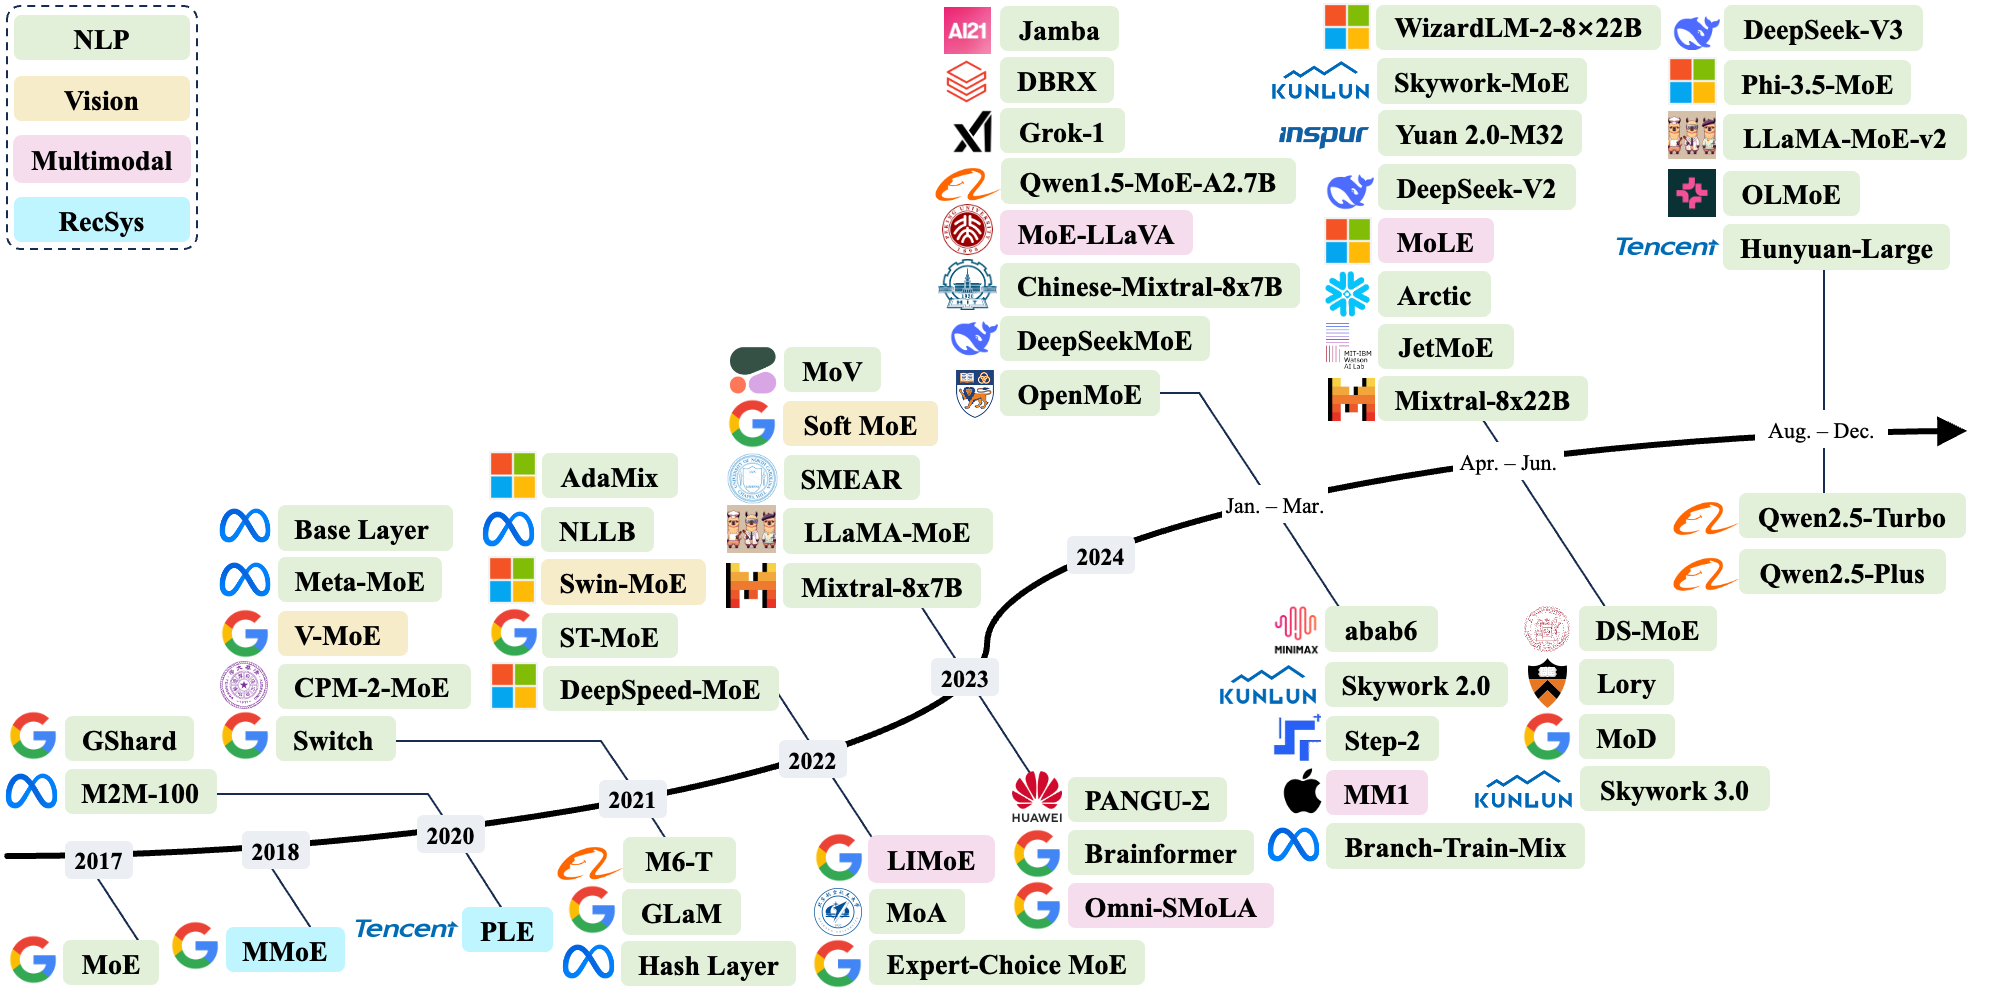 NLP
Vision
Multimodal
RecSys
GShard
M2M-100
Base Layer
Meta-MoE
V-MoE
CPM-2-MoE
Switch
AdaMix
NLLB
Swin-MoE
ST-MoE
DeepSpeed-MoE
MoV
Soft MoE
SMEAR
LLaMA-MoE
Mixtral-8x7B
AI21
Jamba
DBRX
Grok-1
Qwen1.5-MoE-A2.7B
MoE-LLaVA
Chinese-Mixtral-8x7B
DeepSeekMoE
OpenMoE
WizardLM-2-8×22B
KUNLUN
Skywork-MoE
inspur
Yuan 2.0-M32
DeepSeek-V2
MoLE
Arctic
MIT-IBM
Watson
AI Lab
JetMoE
Mixtral-8x22B
DeepSeek-V3
Phi-3.5-MoE
LLaMA-MoE-v2
OLMoE
Tencent
Hunyuan-Large
2017
2018
2020
2021
2022
2023
2024
Jan. – Mar.
Apr. – Jun.
Aug. – Dec.
MoE
MMoE
Tencent
PLE
M6-T
GLaM
Hash Layer
LIMoE
MoA
Expert-Choice MoE
HUAWEI
PANGU-Σ
Brainformer
Omni-SMoLA
MINIMAX
abab6
KUNLUN
Skywork 2.0
Step-2
MM1
Branch-Train-Mix
DS-MoE
Lory
MoD
KUNLUN
Skywork 3.0
Qwen2.5-Turbo
Qwen2.5-Plus